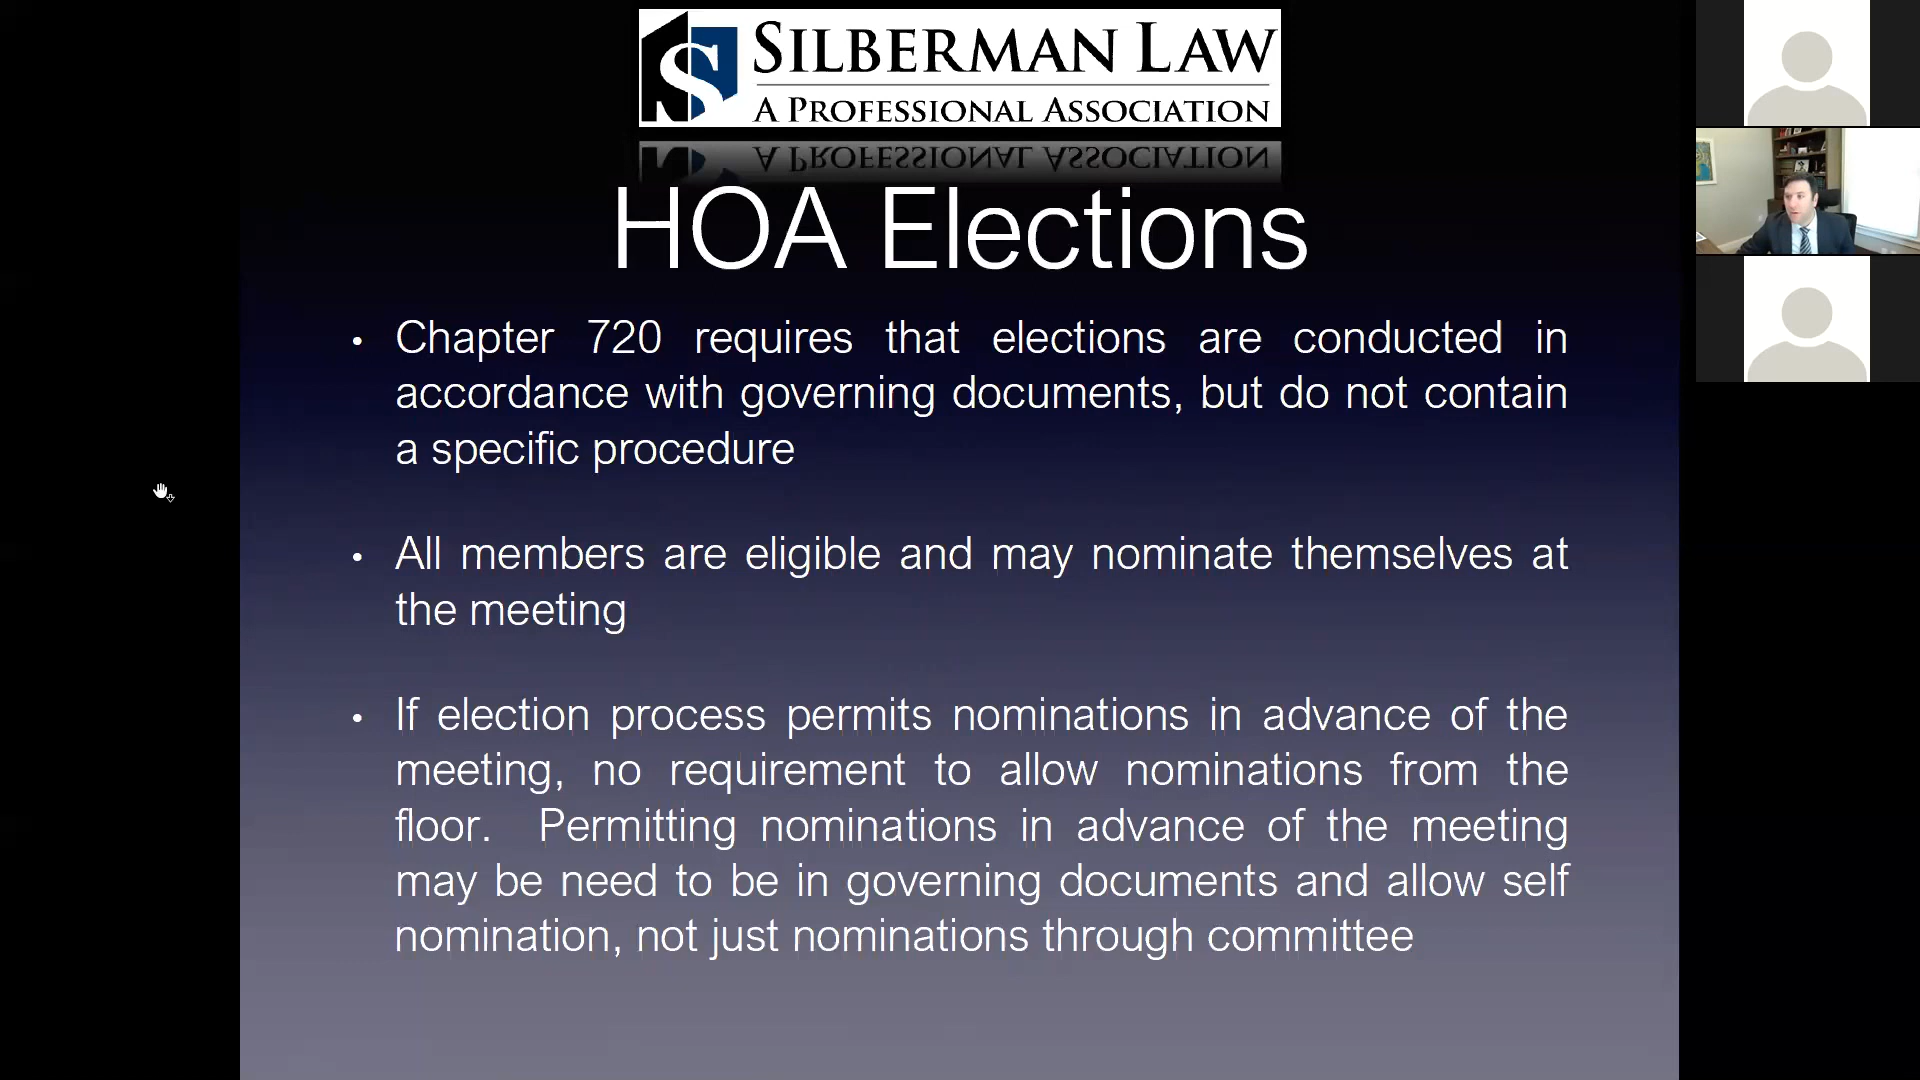 SILBERMAN LAW
A PROFESSIONAL ASSOCIATION
HOA Elections
• Chapter 720 requires that elections are conducted in
accordance with governing documents, but do not contain
a specific procedure
• All members are eligible and may nominate themselves at
the meeting
• If election process permits nominations in advance of the
meeting, no requirement to allow nominations from the
floor. Permitting nominations in advance of the meeting
may be need to be in governing documents and allow self
nomination, not just nominations through committee